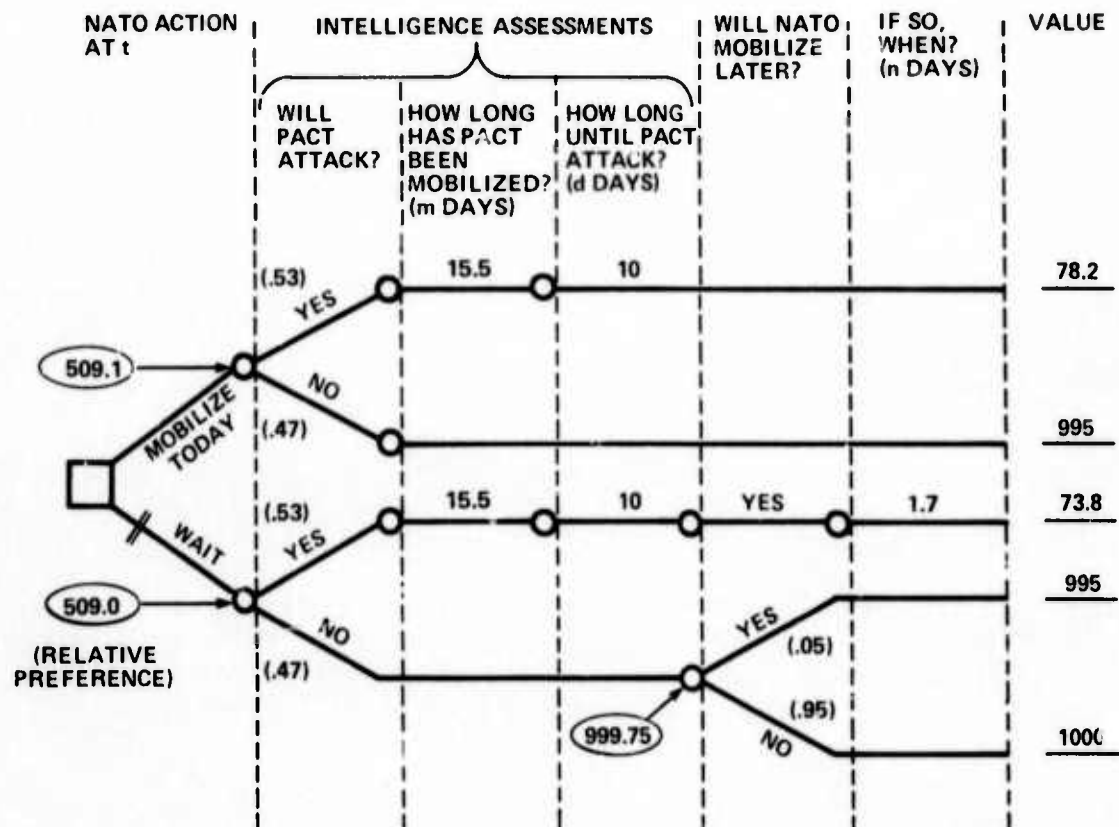 NATO ACTION
AT t
INTELLIGENCE ASSESSMENTS
WILL NATO
MOBILIZE
LATER?
IF SO,
WHEN?
(n DAYS)
VALUE
WILL
PACT
ATTACK?
HOW LONG
HAS PACT
BEEN
MOBILIZED?
(m DAYS)
HOW LONG
UNTIL PACT
ATTACK?
(d DAYS)
(.53)
YES
15.5
10
78.2
509.1
MOBILIZE
TODAY
NO
(.47)
995
WAIT
(.53)
YES
15.5
10
YES
1.7
73.8
509.0
(RELATIVE
PREFERENCE)
NO
(.47)
999.75
YES
(.05)
995
(.95)
NO
1000